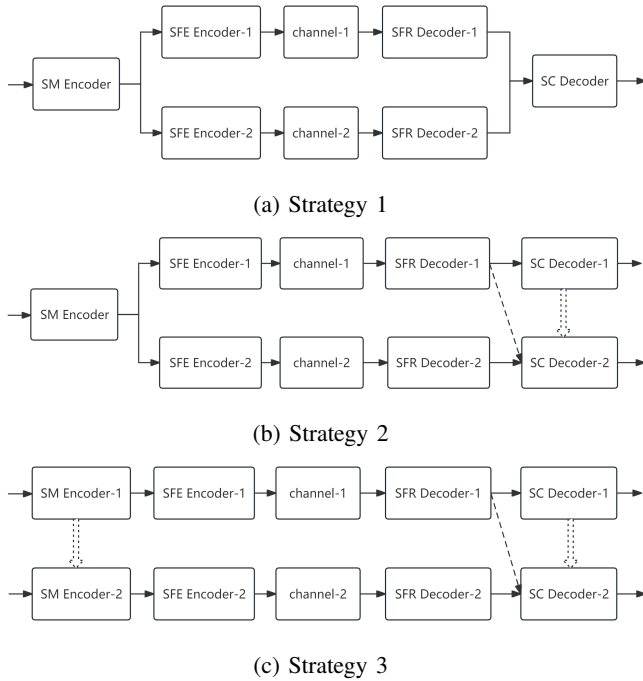 SFE Encoder-1
channel-1
SFR Decoder-1
SM Encoder
SC Decoder
SFE Encoder-2
channel-2
SFR Decoder-2
(a) Strategy 1
SFE Encoder-1
channel-1
SFR Decoder-1
SC Decoder-1
SM Encoder
SFE Encoder-2
channel-2
SFR Decoder-2
SC Decoder-2
(b) Strategy 2
SM Encoder-1
SFE Encoder-1
channel-1
SFR Decoder-1
SC Decoder-1
SM Encoder-2
SFE Encoder-2
channel-2
SFR Decoder-2
SC Decoder-2
(c) Strategy 3